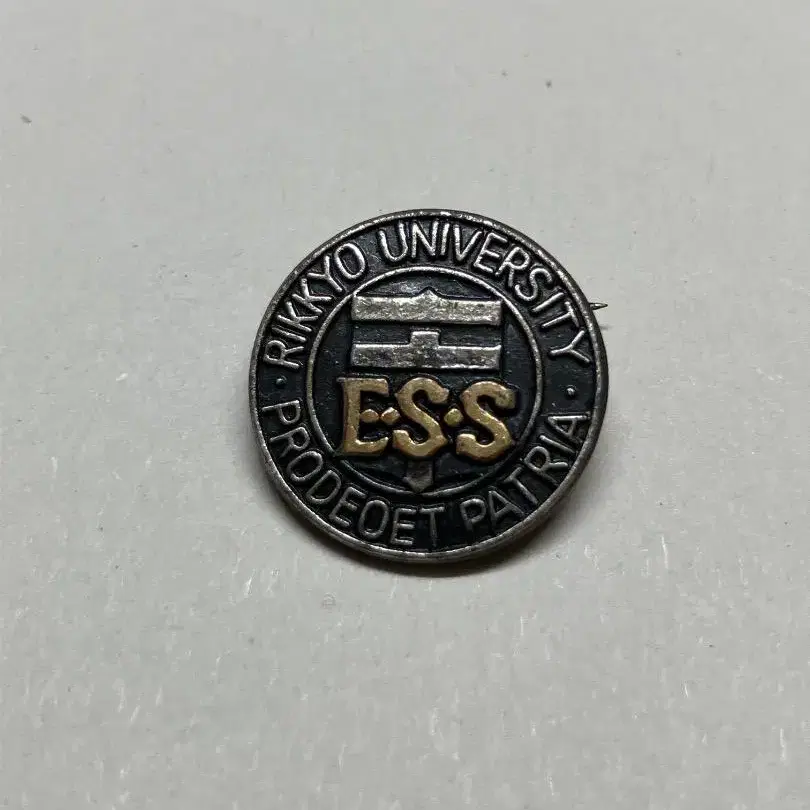 · RIKKYO UNIVERSITY ·
E·S·S
PRODEOET PATRIA